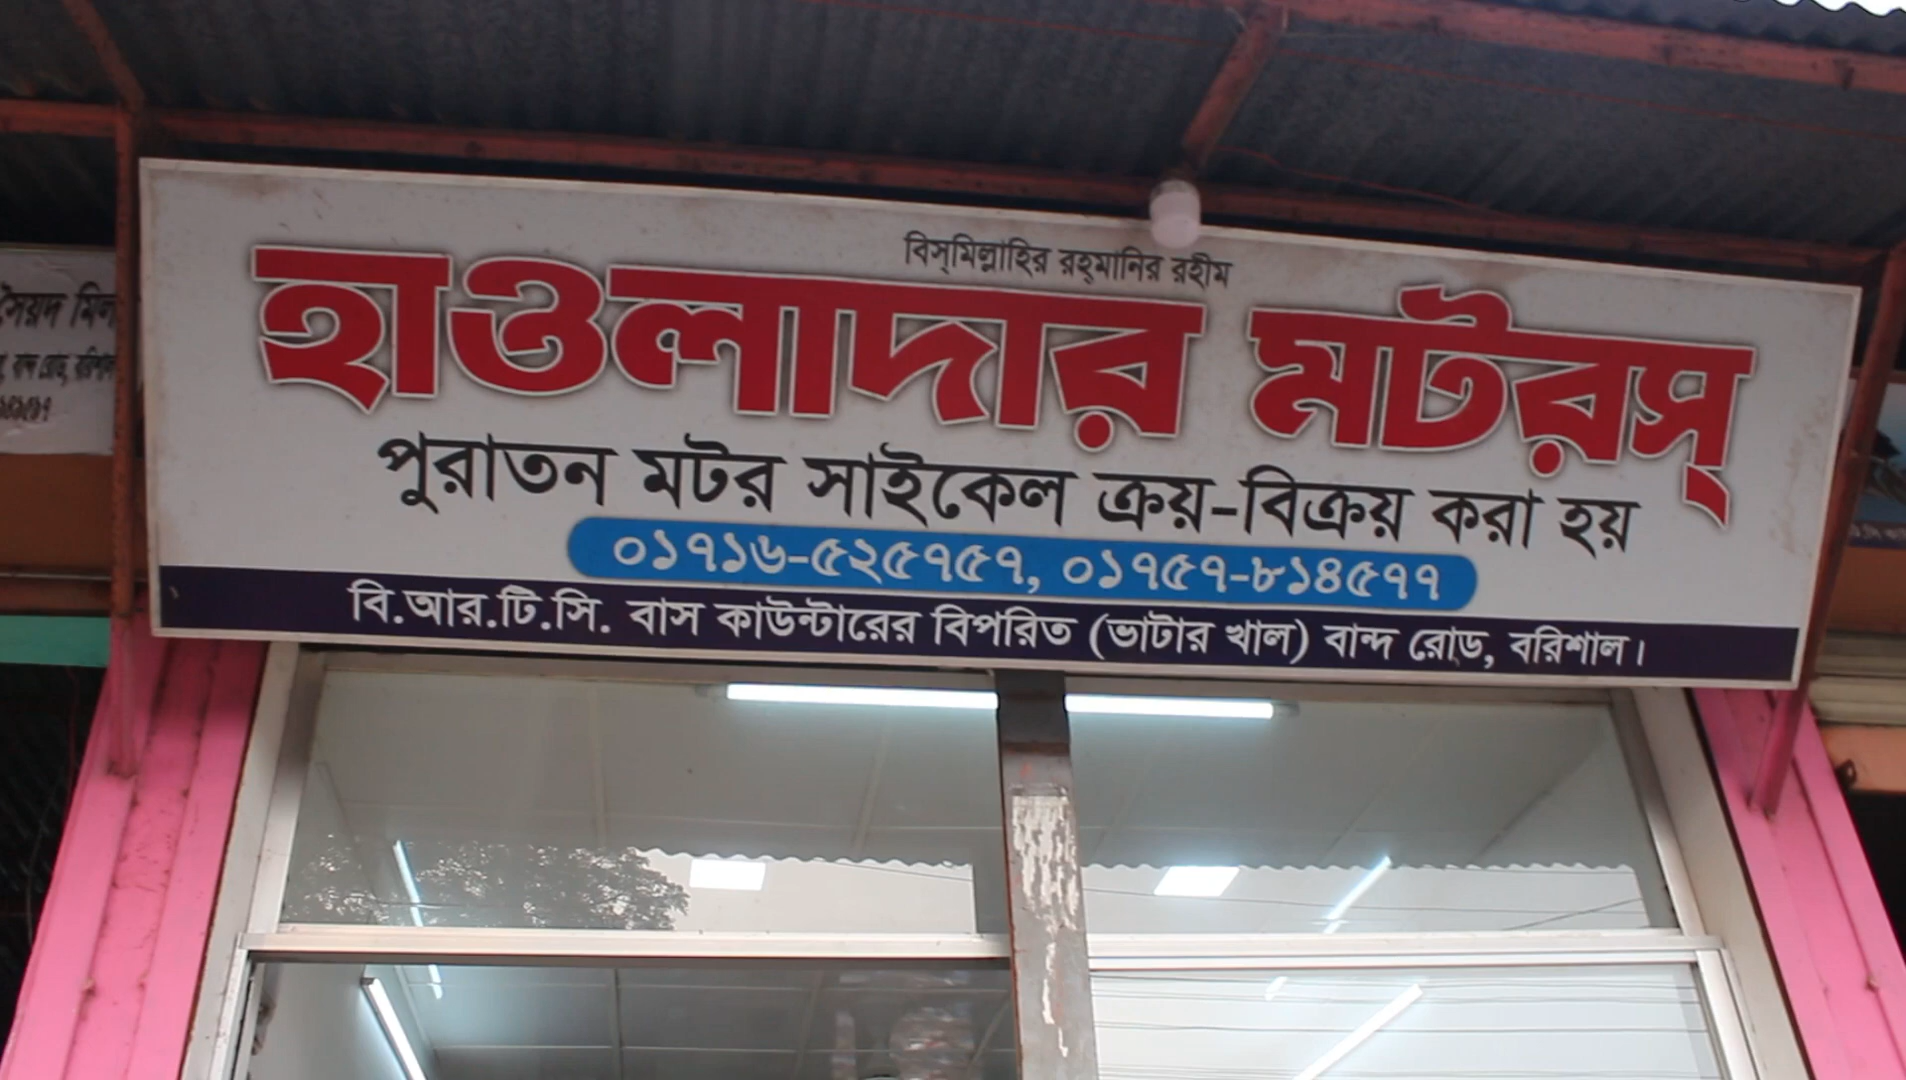 বিস্‌মিল্লাহির রহ্‌মানির রহীম
হাওলাদার মটরস্
পুরাতন মটর সাইকেল ক্রয়-বিক্রয় করা হয়
০১৭১৬-৫২৫৭৫৭, ০১৭৫৭-৮১৪৫৭৭
বি.আর.টি.সি. বাস কাউন্টারের বিপরিত (ভাটার খাল) বান্দ রোড, বরিশাল।
সৈয়দ মিল
বান্দ রোড, বরিশাল